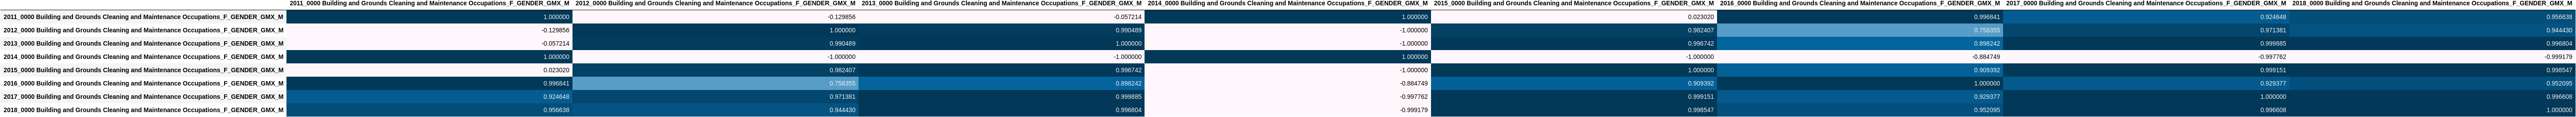 2011_0000 Building and Grounds Cleaning and Maintenance Occupations_F_GENDER_GMX_M 2012_0000 Building and Grounds Cleaning and Maintenance Occupations_F_GENDER_GMX_M 2013_0000 Building and Grounds Cleaning and Maintenance Occupations_F_GENDER_GMX_M 2014_0000 Building and Grounds Cleaning and Maintenance Occupations_F_GENDER_GMX_M 2015_0000 Building and Grounds Cleaning and Maintenance Occupations_F_GENDER_GMX_M 2016_0000 Building and Grounds Cleaning and Maintenance Occupations_F_GENDER_GMX_M 2017_0000 Building and Grounds Cleaning and Maintenance Occupations_F_GENDER_GMX_M 2018_0000 Building and Grounds Cleaning and Maintenance Occupations_F_GENDER_GMX_M
2011_0000 Building and Grounds Cleaning and Maintenance Occupations_F_GENDER_GMX_M 1.000000 -0.129856 -0.057214 1.000000 0.023020 0.996841 0.924648 0.956638
2012_0000 Building and Grounds Cleaning and Maintenance Occupations_F_GENDER_GMX_M -0.129856 1.000000 0.990489 -1.000000 0.982407 0.758355 0.971381 0.944430
2013_0000 Building and Grounds Cleaning and Maintenance Occupations_F_GENDER_GMX_M -0.057214 0.990489 1.000000 -1.000000 0.996742 0.898242 0.999885 0.996804
2014_0000 Building and Grounds Cleaning and Maintenance Occupations_F_GENDER_GMX_M 1.000000 -1.000000 -1.000000 1.000000 -1.000000 -0.884749 -0.997762 -0.999179
2015_0000 Building and Grounds Cleaning and Maintenance Occupations_F_GENDER_GMX_M 0.023020 0.982407 0.996742 -1.000000 1.000000 0.909392 0.999151 0.998547
2016_0000 Building and Grounds Cleaning and Maintenance Occupations_F_GENDER_GMX_M 0.996841 0.758355 0.898242 -0.884749 0.909392 1.000000 0.929377 0.952095
2017_0000 Building and Grounds Cleaning and Maintenance Occupations_F_GENDER_GMX_M 0.924648 0.971381 0.999885 -0.997762 0.999151 0.929377 1.000000 0.996608
2018_0000 Building and Grounds Cleaning and Maintenance Occupations_F_GENDER_GMX_M 0.956638 0.944430 0.996804 -0.999179 0.998547 0.952095 0.996608 1.000000